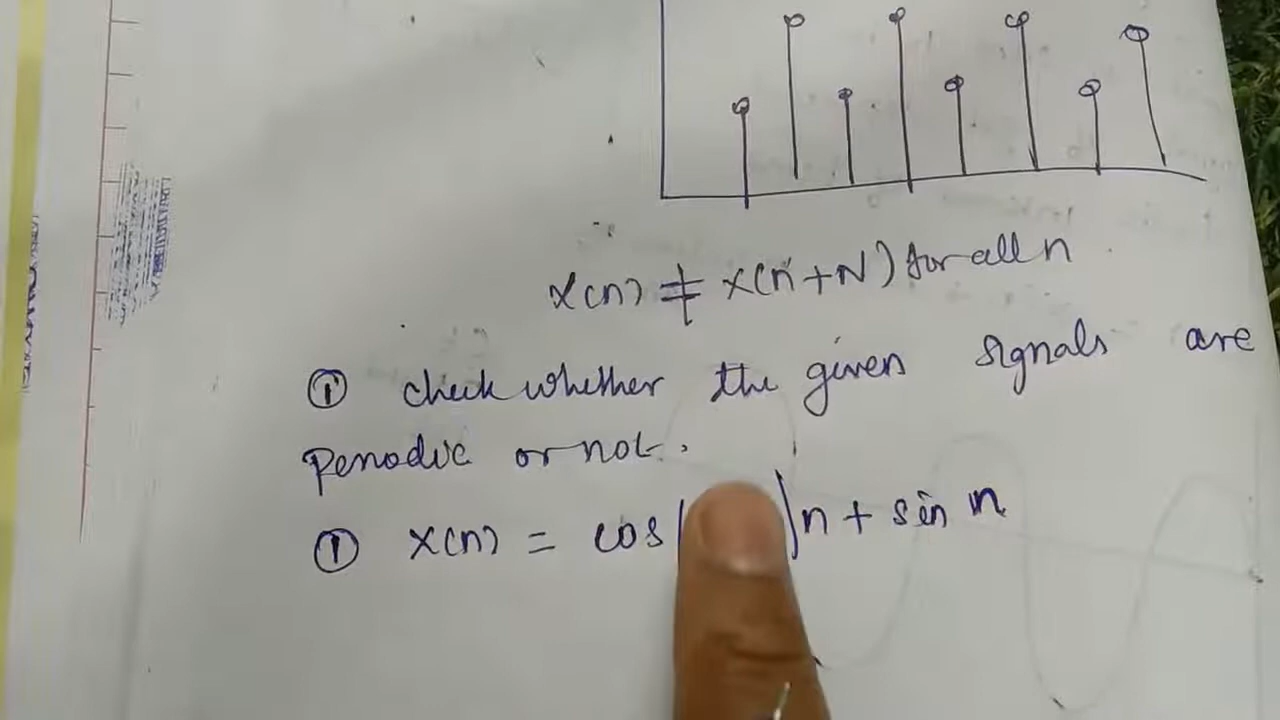 x(n) ≠ x(n+N) for all n
① check whether the given signals are
periodic or not.
① x(n) = cos( )n + sin n